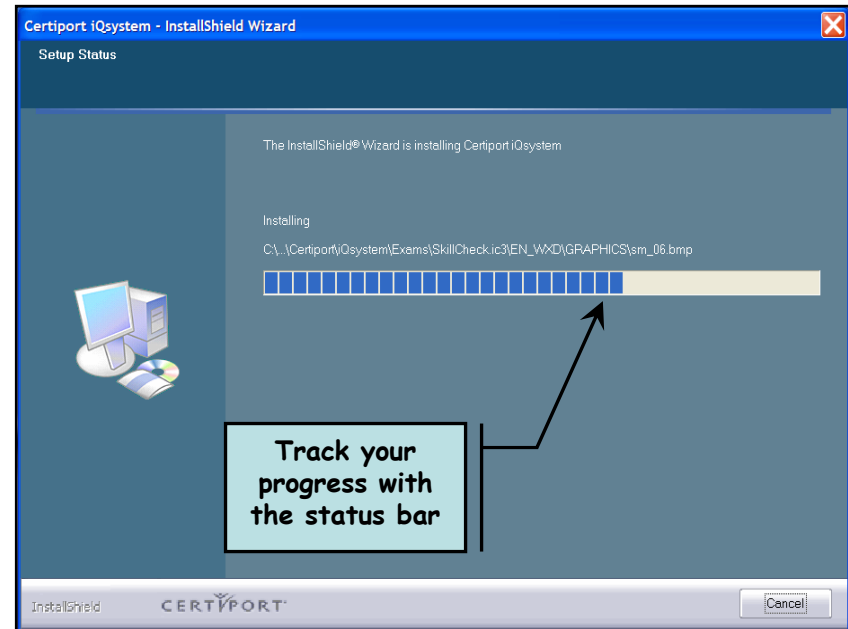 Certiport iQsystem - InstallShield Wizard
Setup Status
The InstallShield® Wizard is installing Certiport iQsystem
Installing
C:\...\Certiport\iQsystem\Exams\SkillCheck.ic3\EN_WXD\GRAPHICS\sm_06.bmp
Track your
progress with
the status bar
InstallShield
CERTIPORT
Cancel